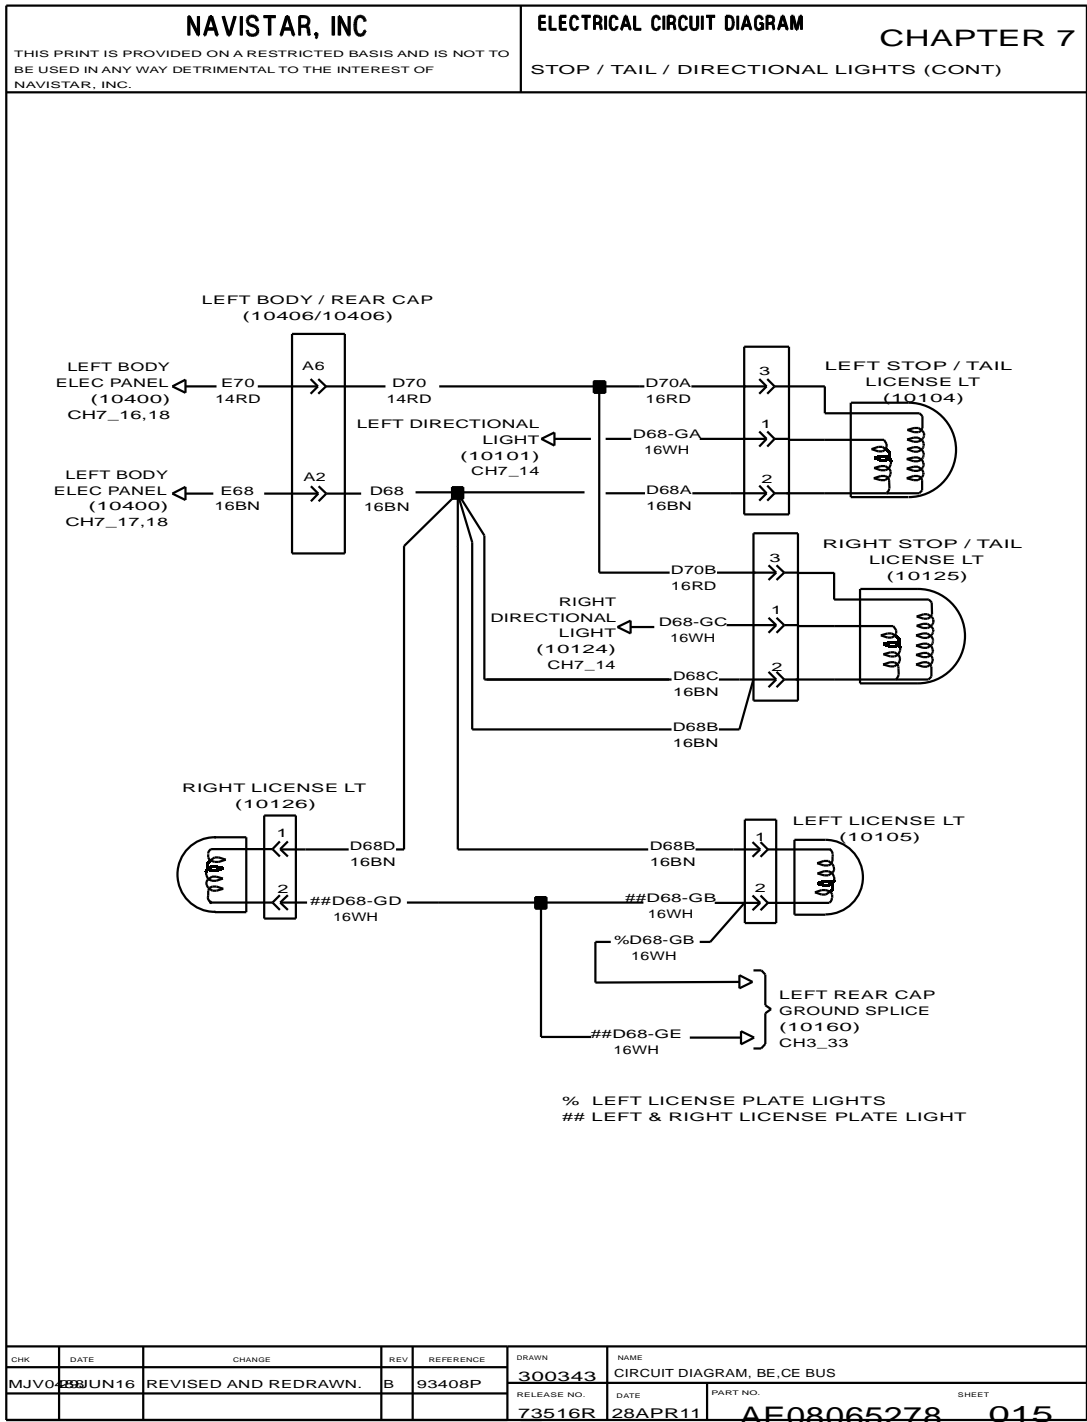 NAVISTAR, INC
THIS PRINT IS PROVIDED ON A RESTRICTED BASIS AND IS NOT TO
BE USED IN ANY WAY DETRIMENTAL TO THE INTEREST OF
NAVISTAR, INC.
ELECTRICAL CIRCUIT DIAGRAM
CHAPTER 7
STOP / TAIL / DIRECTIONAL LIGHTS (CONT)
LEFT BODY / REAR CAP
(10406/10406)
LEFT BODY
ELEC PANEL
(10400)
CH7_16,18
E70
14RD
A6
D70
14RD
D70A
16RD
3
LEFT STOP / TAIL
LICENSE LT
(10104)
LEFT DIRECTIONAL
LIGHT
(10101)
CH7_14
D68-GA
16WH
1
LEFT BODY
ELEC PANEL
(10400)
CH7_17,18
E68
16BN
A2
D68
16BN
D68A
16BN
2
RIGHT STOP / TAIL
LICENSE LT
(10125)
D70B
16RD
3
RIGHT
DIRECTIONAL
LIGHT
(10124)
CH7_14
D68-GC
16WH
1
D68C
16BN
2
D68B
16BN
RIGHT LICENSE LT
(10126)
1
D68D
16BN
2
##D68-GD
16WH
LEFT LICENSE LT
(10105)
D68B
16BN
1
##D68-GB
16WH
2
%D68-GB
16WH
##D68-GE
16WH
LEFT REAR CAP
GROUND SPLICE
(10160)
CH3_33
% LEFT LICENSE PLATE LIGHTS
## LEFT & RIGHT LICENSE PLATE LIGHT
CHK DATE CHANGE REV REFERENCE
REVISED AND REDRAWN. B 93408P
DRAWN
300343
NAME
CIRCUIT DIAGRAM, BE,CE BUS
RELEASE NO.
73516R
DATE
28APR11
PART NO.
AE08065278
SHEET
015